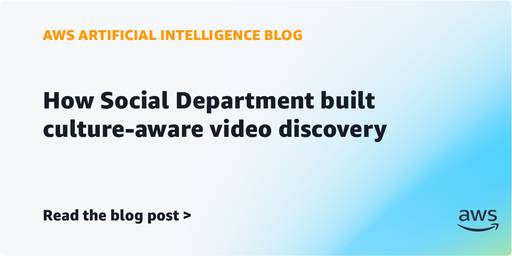 AWS ARTIFICIAL INTELLIGENCE BLOG
How Social Department built
culture-aware video discovery
Read the blog post >
aws